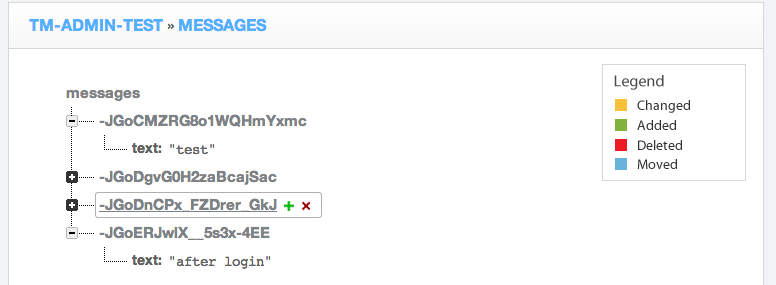 TM-ADMIN-TEST » MESSAGES
Legend
messages
Changed
-JGoCMZRG8o1WQHmYxmc
Added
text: "test"
Deleted
Moved
-JGoDgvG0H2zaBcajSac
-JGoDnCPx_FZDrer_GkJ
-JGoERJwlX__5s3x-4EE
text: "after login"